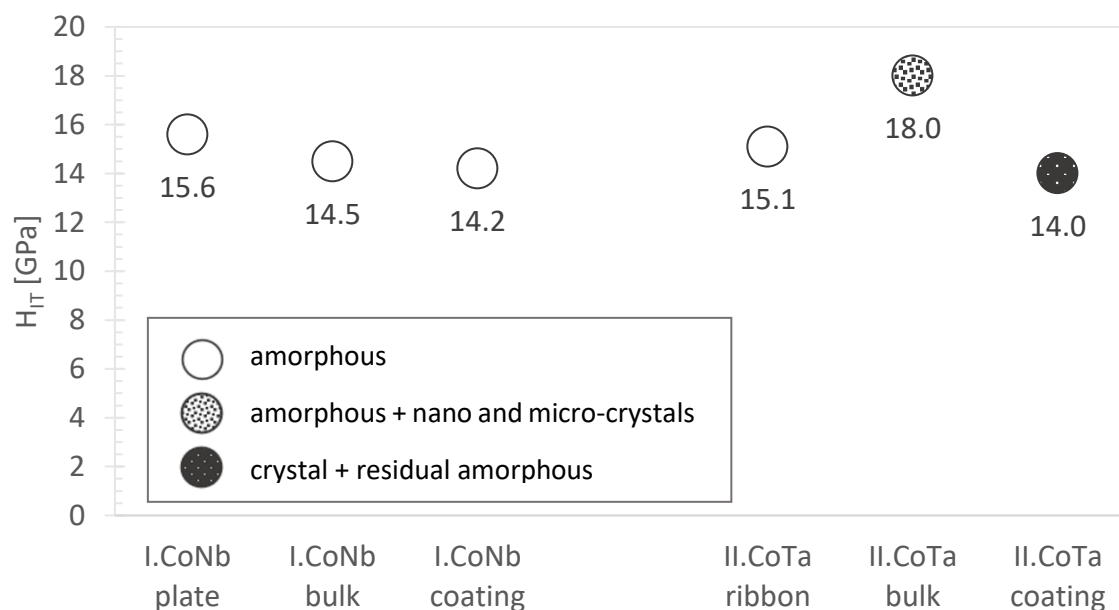 20
18
16
14
12
10
8
6
4
2
0
H_IT [GPa]
15.6
14.5
14.2
15.1
18.0
14.0
amorphous
amorphous + nano and micro-crystals
crystal + residual amorphous
I.CoNb plate
I.CoNb bulk
I.CoNb coating
II.CoTa ribbon
II.CoTa bulk
II.CoTa coating